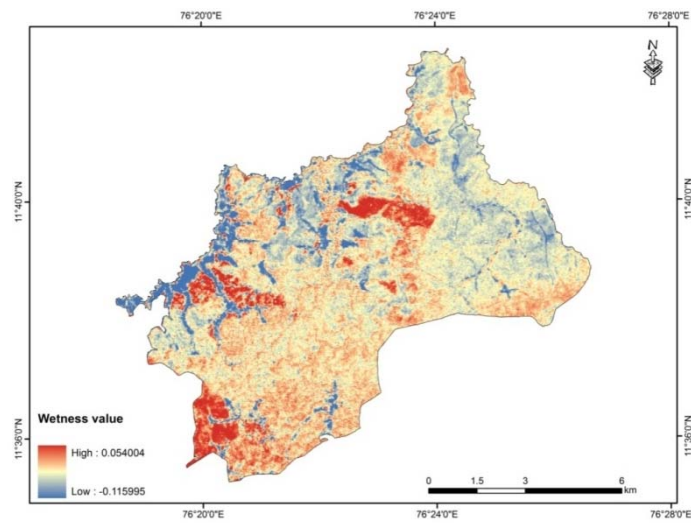 76°20'0"E 76°24'0"E 76°28'0"E
N
11°40'0"N 11°40'0"N
Wetness value
High : 0.054004
Low : -0.115995
11°36'0"N 11°36'0"N
0 1.5 3 6
km
76°20'0"E 76°24'0"E 76°28'0"E